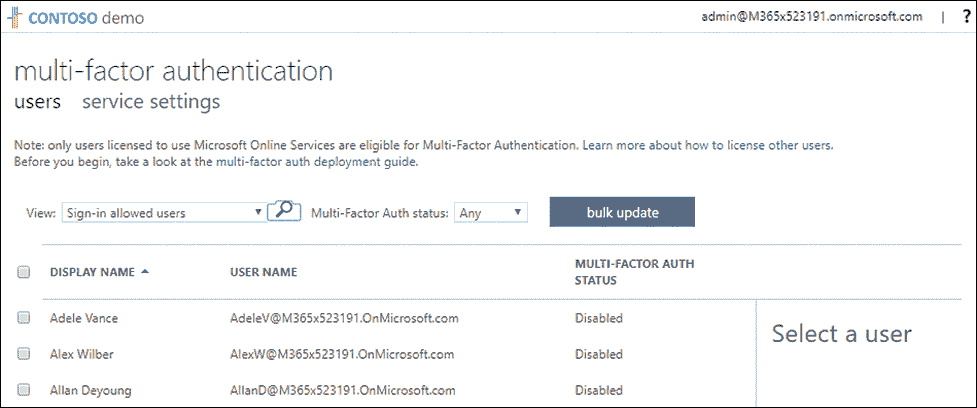 CONTOSO demo
admin@M365x523191.onmicrosoft.com | ?
multi-factor authentication
users service settings
Note: only users licensed to use Microsoft Online Services are eligible for Multi-Factor Authentication. Learn more about how to license other users.
Before you begin, take a look at the multi-factor auth deployment guide.
View: Sign-in allowed users Multi-Factor Auth status: Any bulk update
DISPLAY NAME USER NAME MULTI-FACTOR AUTH
STATUS
Adele Vance AdeleV@M365x523191.OnMicrosoft.com Disabled
Select a user
Alex Wilber AlexW@M365x523191.OnMicrosoft.com Disabled
Allan Deyoung AllanD@M365x523191.OnMicrosoft.com Disabled